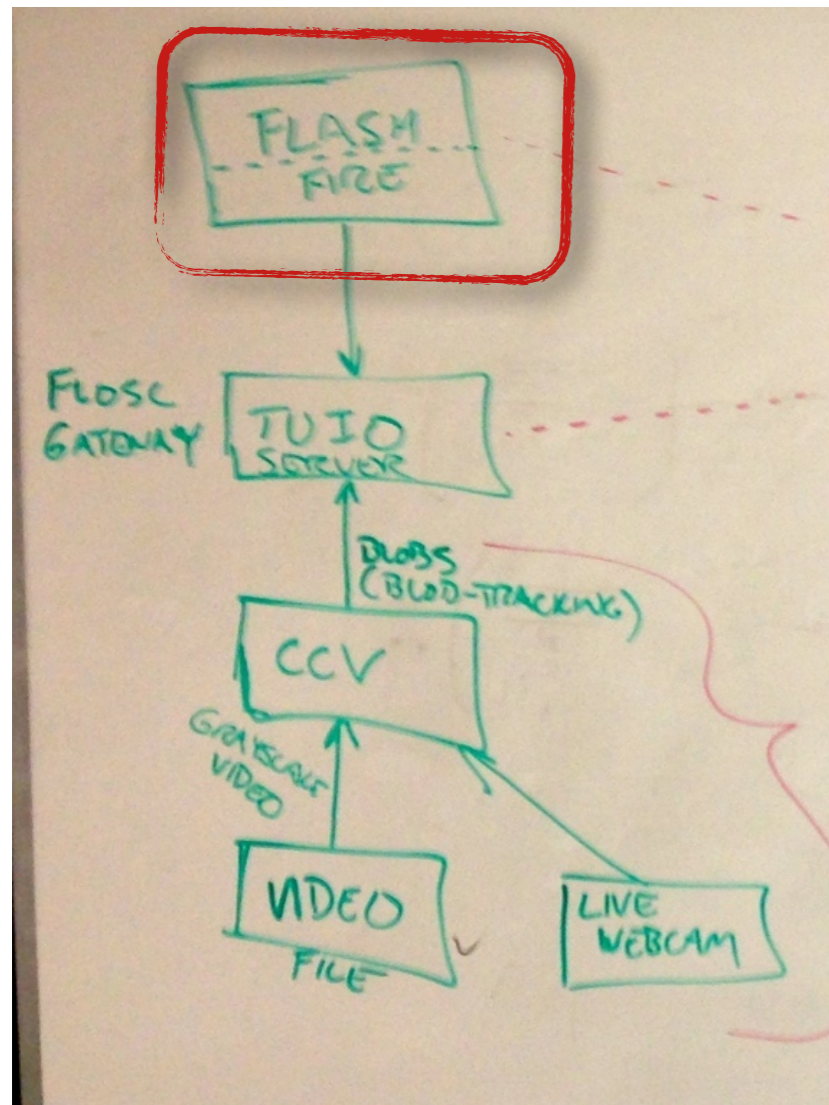 FLASH
FIRE
FLOSC
GATEWAY
TUIO
SERVER
BLOBS
(BLOB-TRACKING)
CCV
GRAYSCALE
VIDEO
VIDEO
FILE
LIVE
WEBCAM